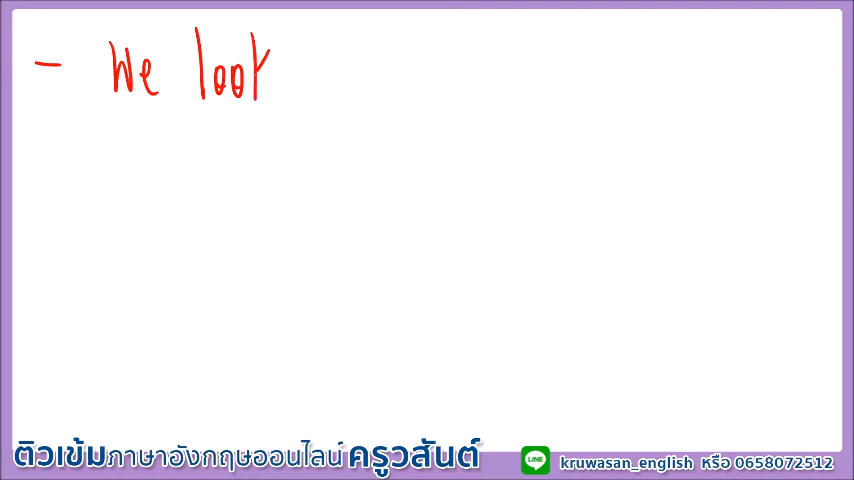 - We look
ติวเข้มภาษาอังกฤษออนไลน์ ครูวสันต์
LINE kruwasan_english หรือ 0658072512